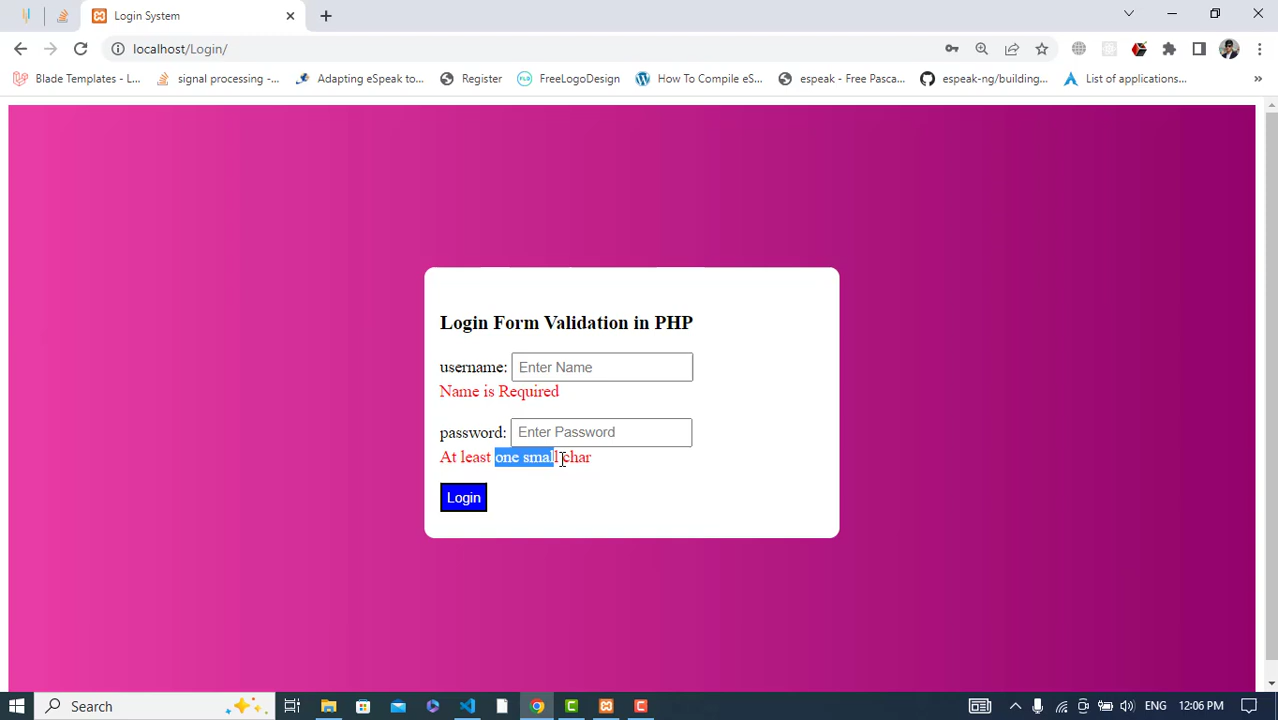 Login System
localhost/Login/
Blade Templates - L...
signal processing -...
Adapting eSpeak to...
Register
FreeLogoDesign
How To Compile eS...
espeak - Free Pasca...
espeak-ng/building...
List of applications...
»
Login Form Validation in PHP
username: Enter Name
Name is Required
password: Enter Password
At least one small char
Login
Search
ENG
12:06 PM